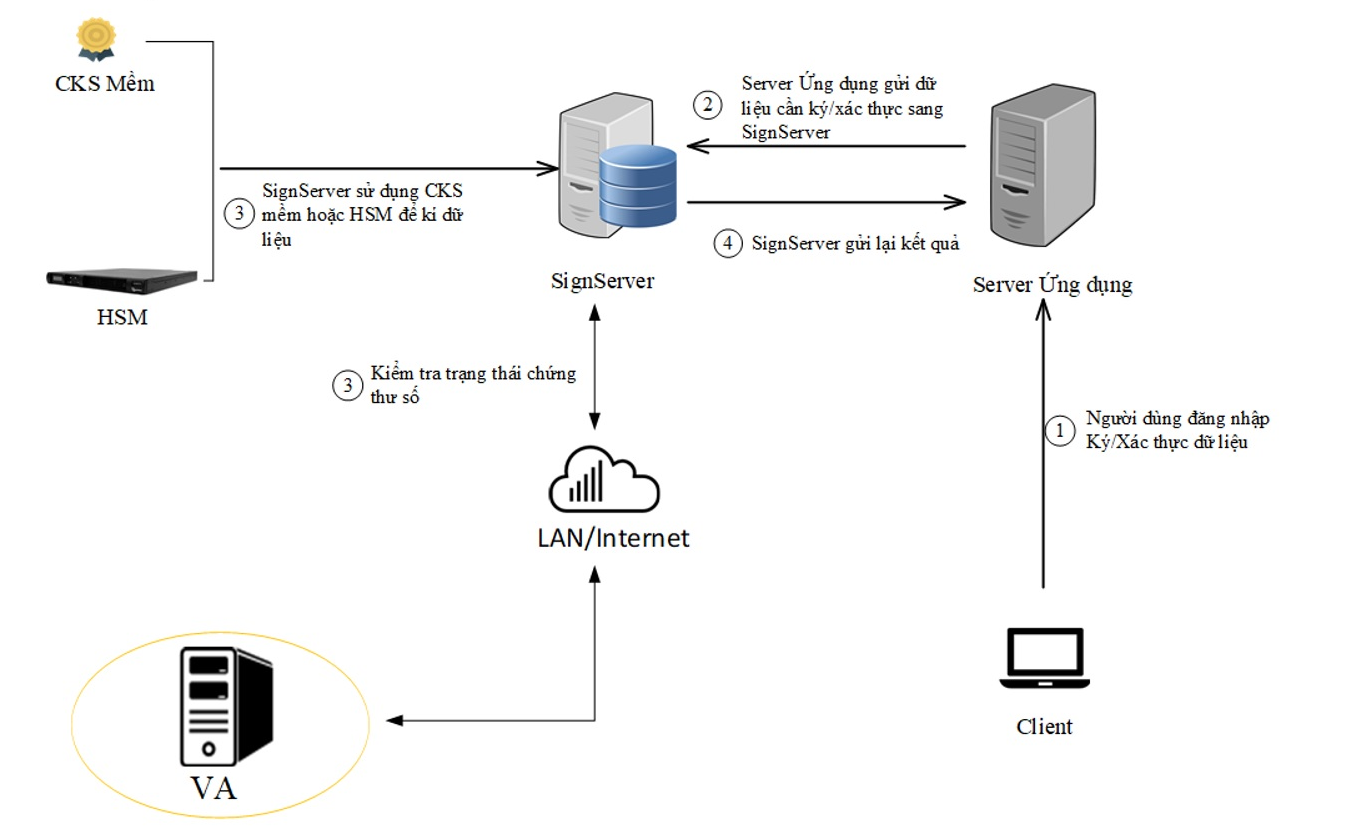 CKS Mềm
2
Server Ứng dụng gửi dữ
liệu cần ký/xác thực sang
SignServer
3
SignServer sử dụng CKS
mềm hoặc HSM để kí dữ
liệu
4
SignServer gửi lại kết quả
SignServer
Server Ứng dụng
HSM
3
Kiểm tra trạng thái chứng
thư số
1
Người dùng đăng nhập
Ký/Xác thực dữ liệu
LAN/Internet
Client
VA